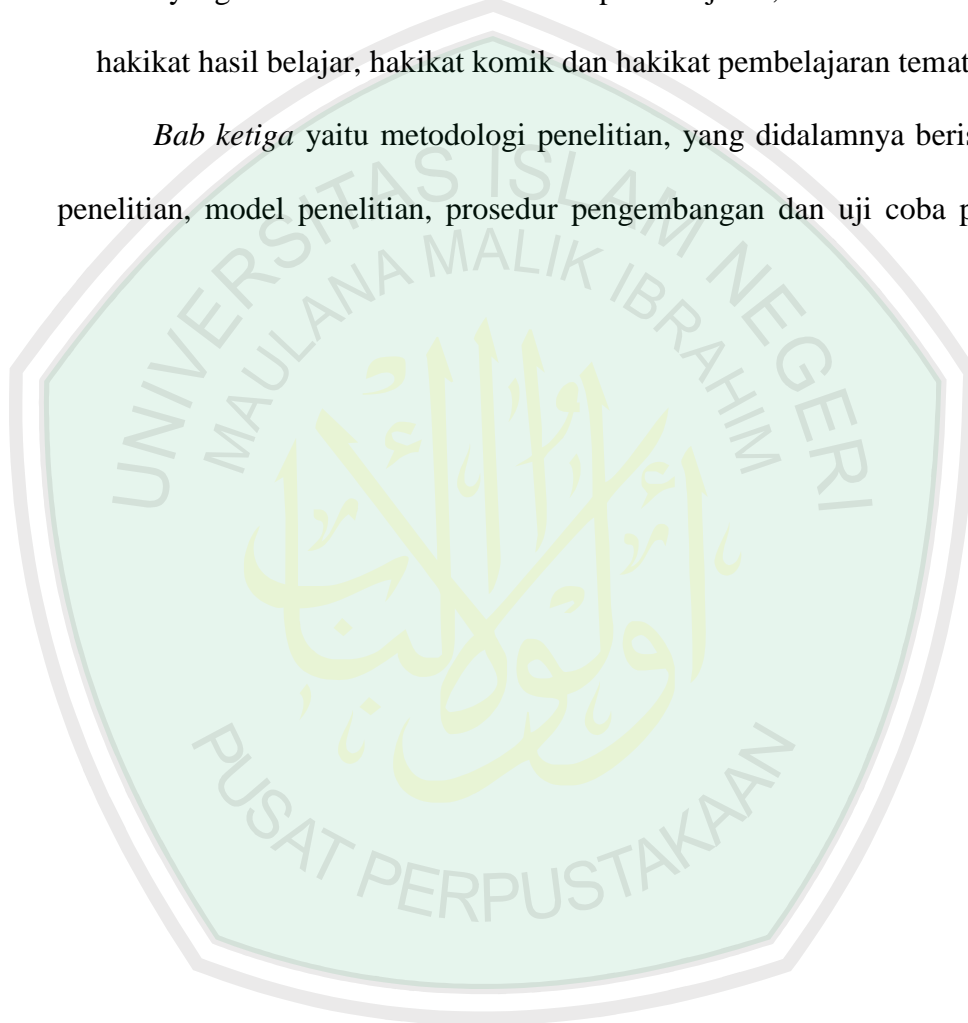 hakikat hasil belajar, hakikat komik dan hakikat pembelajaran temat
Bab ketiga yaitu metodologi penelitian, yang didalamnya beris
penelitian, model penelitian, prosedur pengembangan dan uji coba p
UNIVERSITAS ISLAM NEGERI
MAULANA MALIK IBRAHIM
PUSAT PERPUSTAKAAN